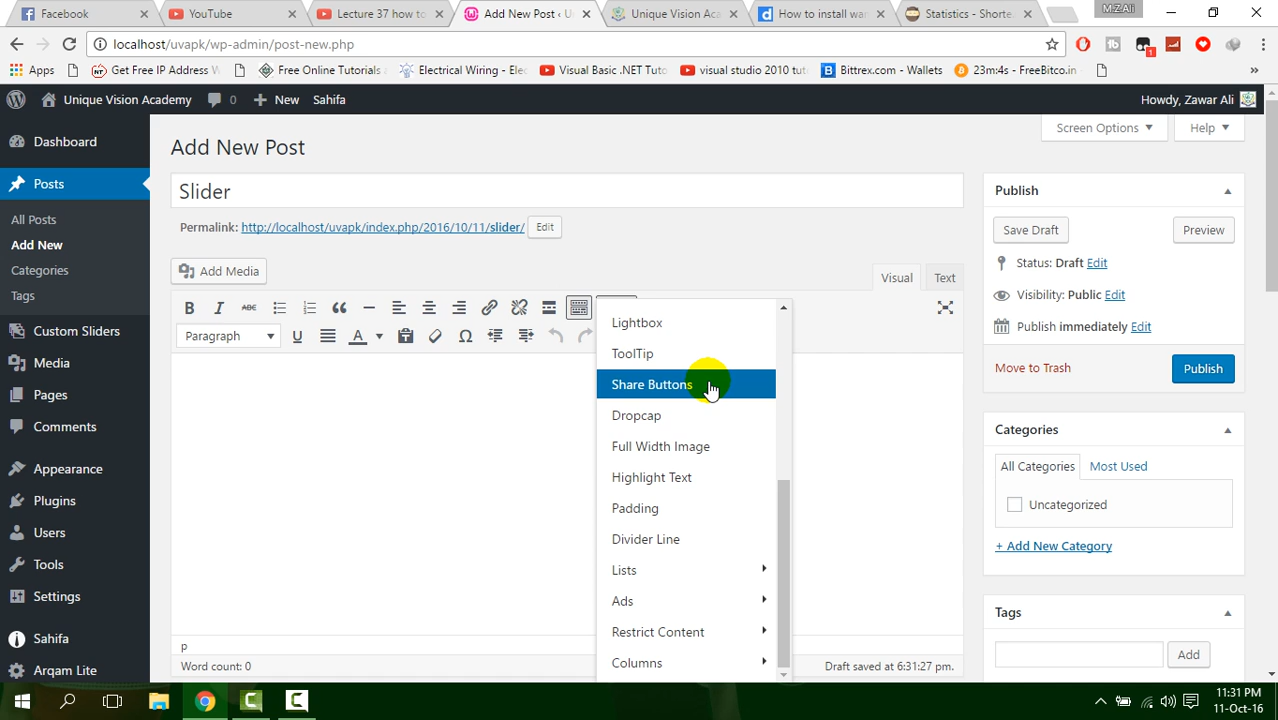 Facebook
YouTube
Lecture 37 how to
Add New Post ‹ U
Unique Vision Aca
How to install wa
Statistics - Shorte
M.Z.Ali
localhost/uvapk/wp-admin/post-new.php
Apps
Get Free IP Address
Free Online Tutorials
Electrical Wiring - Ele
Visual Basic .NET Tuto
visual studio 2010 tut
Bittrex.com - Wallets
23m:4s - FreeBitco.in
»
Unique Vision Academy
0
New
Sahifa
Howdy, Zawar Ali
Dashboard
Posts
All Posts
Add New
Categories
Tags
Custom Sliders
Media
Pages
Comments
Appearance
Plugins
Users
Tools
Settings
Sahifa
Arqam Lite
Screen Options
Help
Add New Post
Slider
Permalink: http://localhost/uvapk/index.php/2016/10/11/slider/ Edit
Add Media
Visual
Text
B I ABC
Paragraph
U A Ω
Lightbox
ToolTip
Share Buttons
Dropcap
Full Width Image
Highlight Text
Padding
Divider Line
Lists
Ads
Restrict Content
Columns
p
Word count: 0
Draft saved at 6:31:27 pm.
Publish
Save Draft
Preview
Status: Draft Edit
Visibility: Public Edit
Publish immediately Edit
Move to Trash
Publish
Categories
All Categories
Most Used
Uncategorized
+ Add New Category
Tags
Add
11:31 PM
11-Oct-16